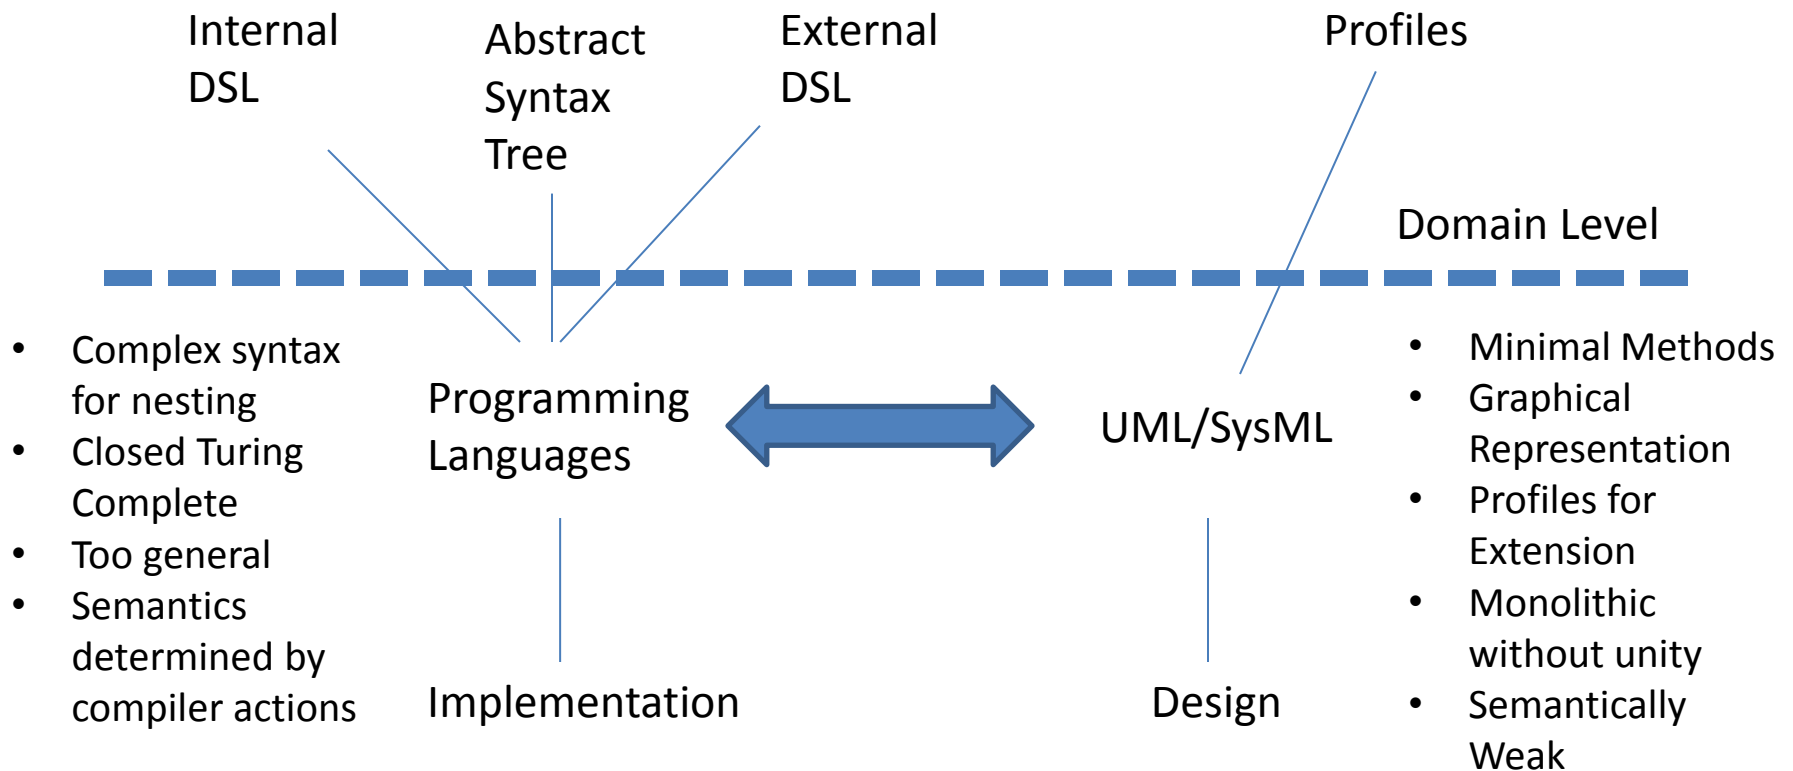 Internal
DSL
Abstract
Syntax
Tree
External
DSL
Profiles
Domain Level
• Complex syntax
for nesting
• Closed Turing
Complete
• Too general
• Semantics
determined by
compiler actions
Programming
Languages
UML/SysML
Implementation
Design
• Minimal Methods
• Graphical
Representation
• Profiles for
Extension
• Monolithic
without unity
• Semantically
Weak